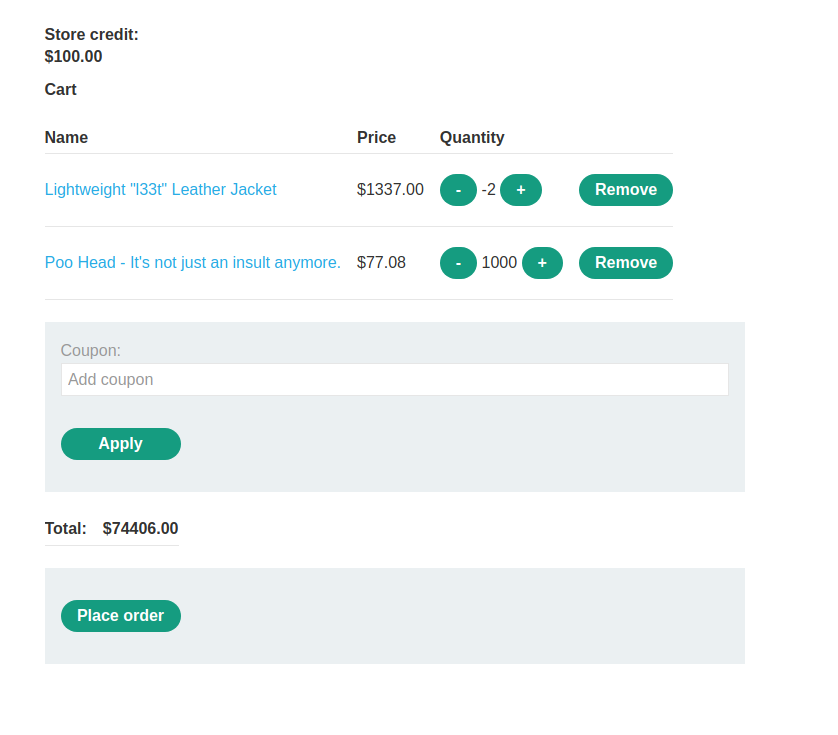 Store credit:
$100.00
Cart
Name Price Quantity
Lightweight "l33t" Leather Jacket $1337.00 - -2 + Remove
Poo Head - It's not just an insult anymore. $77.08 - 1000 + Remove
Coupon:
Add coupon
Apply
Total: $74406.00
Place order